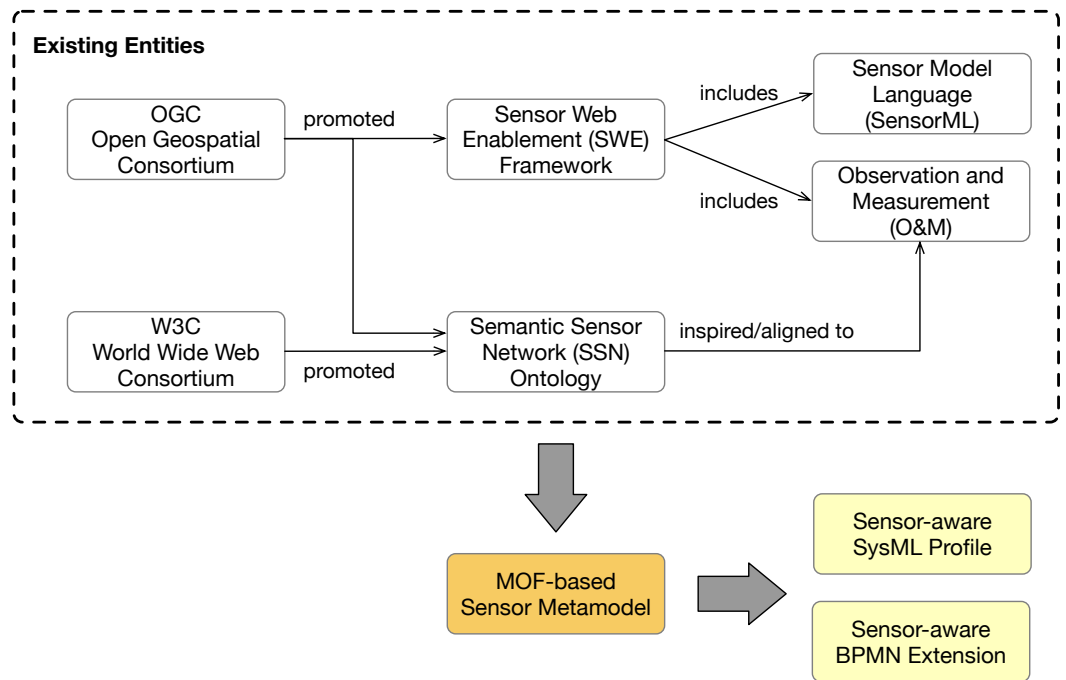 Existing Entities
OGC
Open Geospatial
Consortium
promoted
Sensor Web
Enablement (SWE)
Framework
includes
includes
Sensor Model
Language
(SensorML)
Observation and
Measurement
(O&M)
W3C
World Wide Web
Consortium
promoted
Semantic Sensor
Network (SSN)
Ontology
inspired/aligned to
MOF-based
Sensor Metamodel
Sensor-aware
SysML Profile
Sensor-aware
BPMN Extension